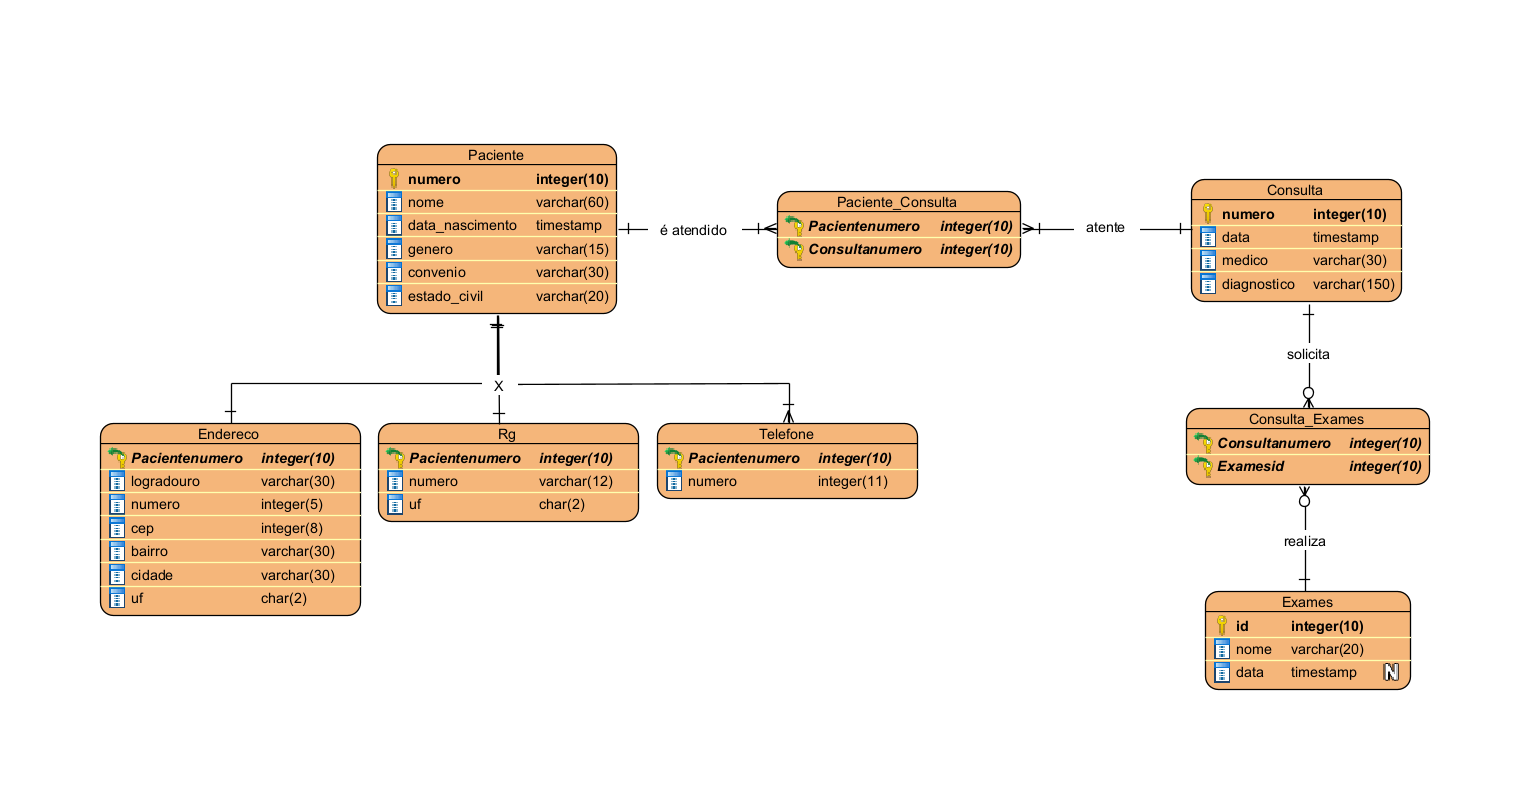 Paciente
numero integer(10)
nome varchar(60)
data_nascimento timestamp
genero varchar(15)
convenio varchar(30)
estado_civil varchar(20)
é atendido
Paciente_Consulta
Pacientenumero integer(10)
Consultanumero integer(10)
atente
Consulta
numero integer(10)
data timestamp
medico varchar(30)
diagnostico varchar(150)
solicita
X
Endereco
Pacientenumero integer(10)
logradouro varchar(30)
numero integer(5)
cep integer(8)
bairro varchar(30)
cidade varchar(30)
uf char(2)
Rg
Pacientenumero integer(10)
numero varchar(12)
uf char(2)
Telefone
Pacientenumero integer(10)
numero integer(11)
Consulta_Exames
Consultanumero integer(10)
Examesid integer(10)
realiza
Exames
id integer(10)
nome varchar(20)
data timestamp N